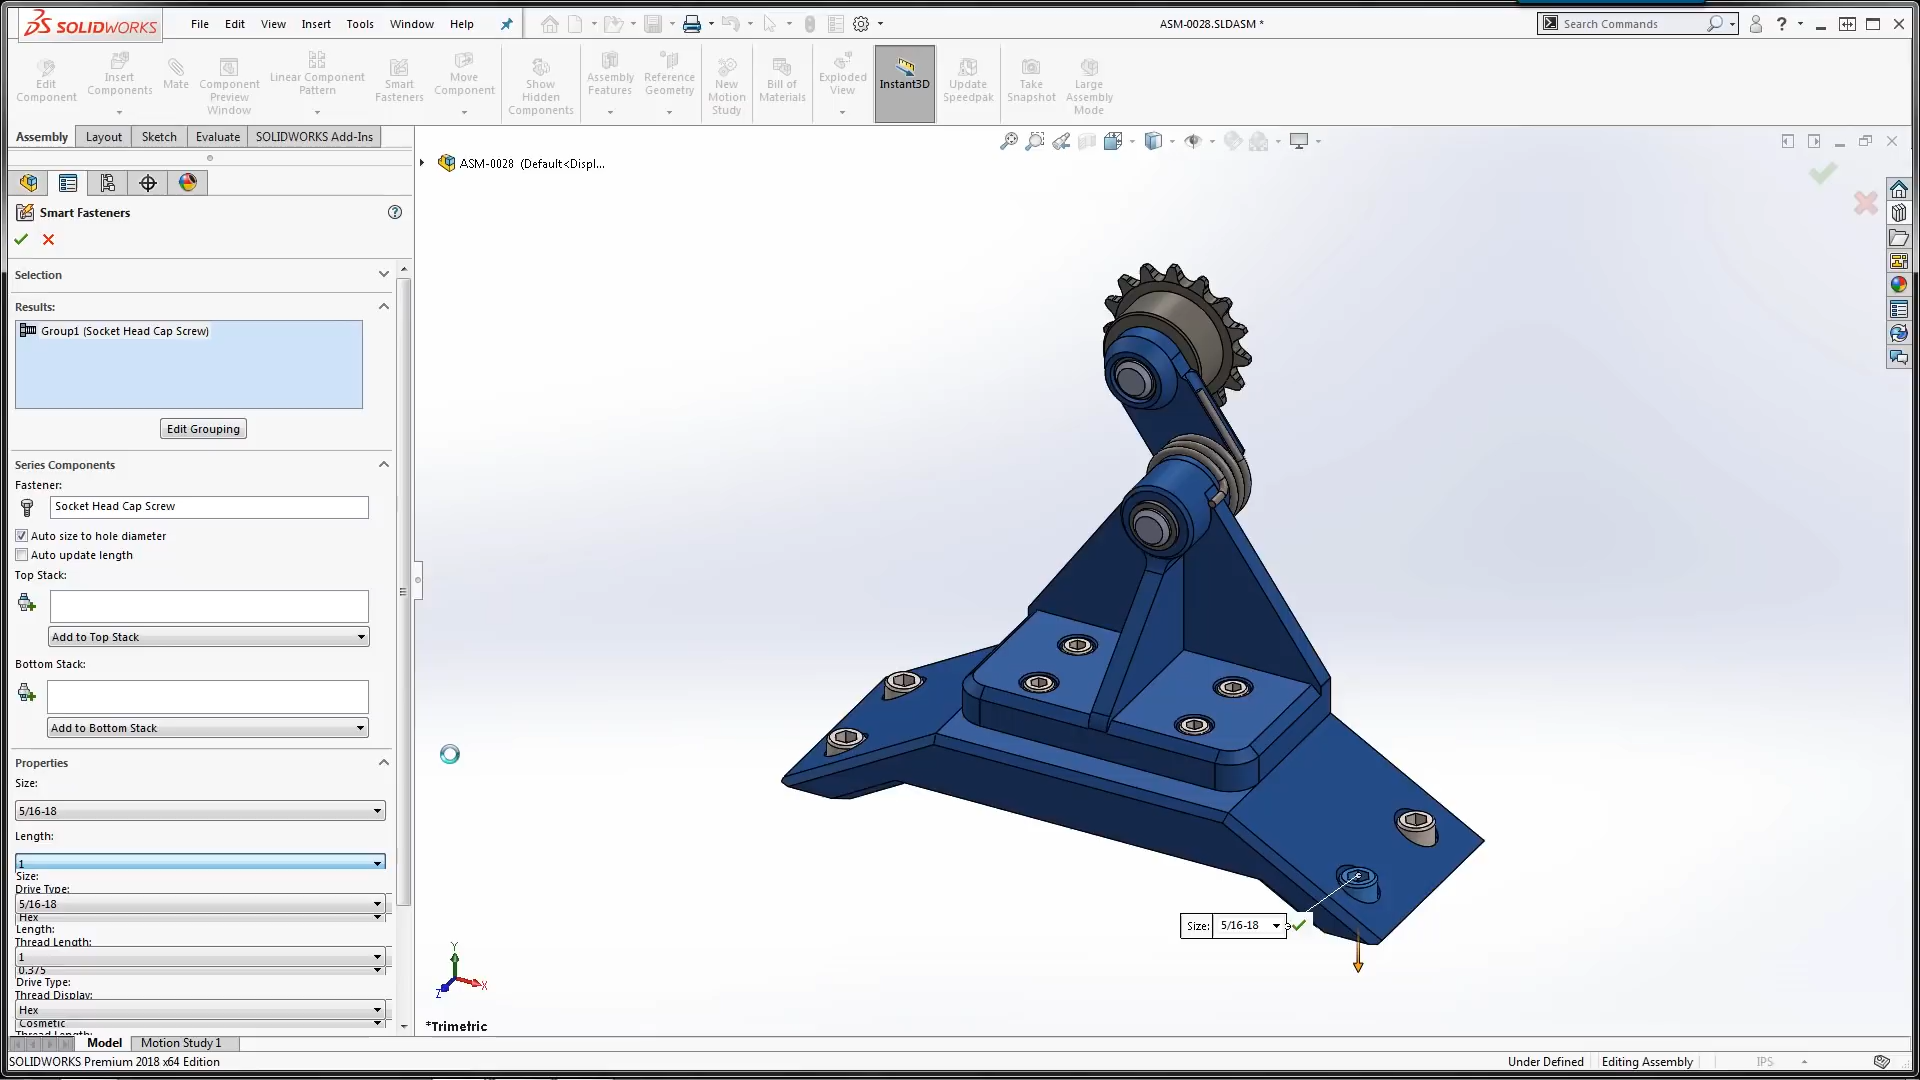 SOLIDWORKS File Edit View Insert Tools Window Help ASM-0028.SLDASM * Search Commands ?
Edit Component
Insert Components
Mate
Component Preview Window
Linear Component Pattern
Smart Fasteners
Move Component
Show Hidden Components
Assembly Features
Reference Geometry
New Motion Study
Bill of Materials
Exploded View
Instant3D
Update Speedpak
Take Snapshot
Large Assembly Mode
Assembly Layout Sketch Evaluate SOLIDWORKS Add-Ins
ASM-0028 (Default<Displ...
Smart Fasteners ?
Selection
Results:
Group1 (Socket Head Cap Screw)
Edit Grouping
Series Components
Fastener:
Socket Head Cap Screw
Auto size to hole diameter
Auto update length
Top Stack:
Add to Top Stack
Bottom Stack:
Add to Bottom Stack
Properties
Size:
5/16-18
Length:
1
Size:
Drive Type:
5/16-18
Hex
Length:
Thread Length:
1
0.375
Drive Type:
Thread Display:
Hex
Cosmetic
Thread Length:
Size: 5/16-18
Y
X
Z
*Trimetric
Model Motion Study 1
SOLIDWORKS Premium 2018 x64 Edition Under Defined Editing Assembly IPS